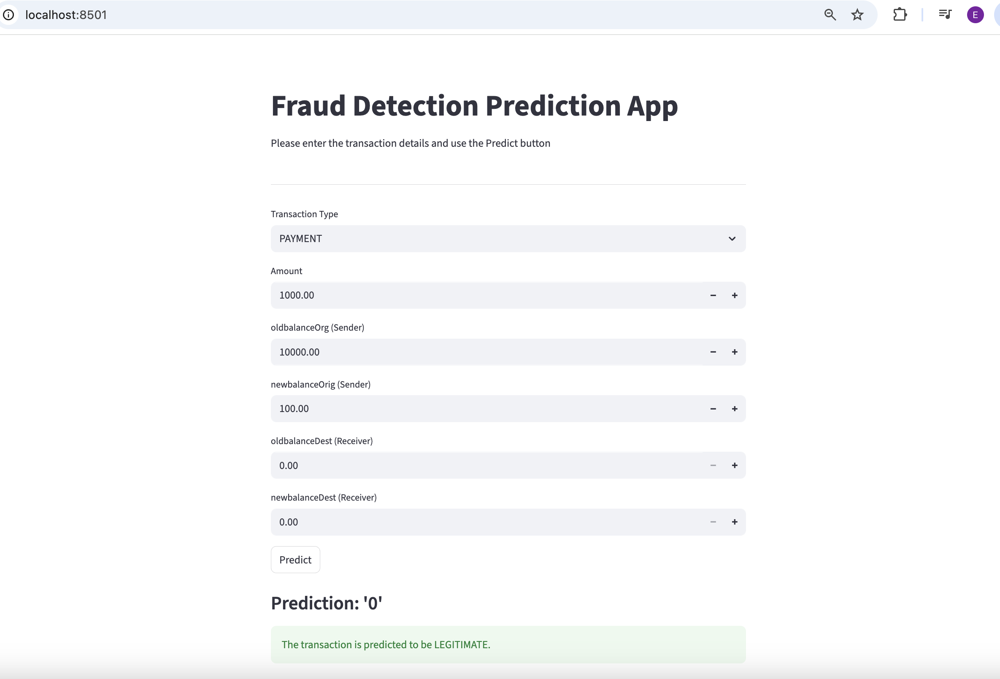 localhost:8501
E
Fraud Detection Prediction App
Please enter the transaction details and use the Predict button
Transaction Type
PAYMENT
Amount
1000.00
oldbalanceOrg (Sender)
10000.00
newbalanceOrig (Sender)
100.00
oldbalanceDest (Receiver)
0.00
newbalanceDest (Receiver)
0.00
Predict
Prediction: '0'
The transaction is predicted to be LEGITIMATE.